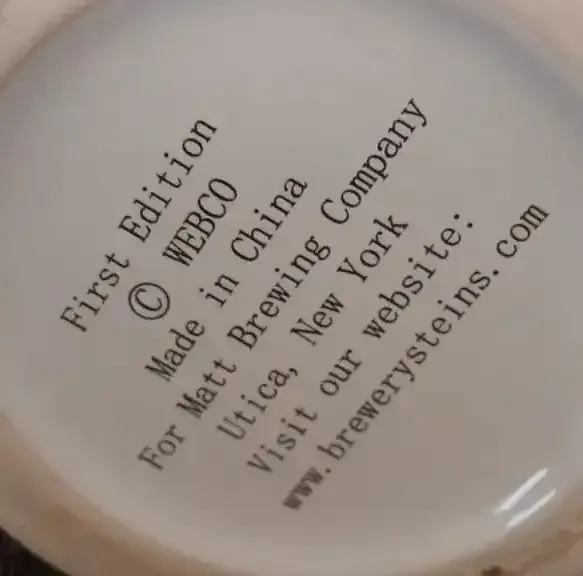 First Edition
© WEBCO
Made in China
For Matt Brewing Company
Utica, New York
Visit our website:
www.brewerysteins.com